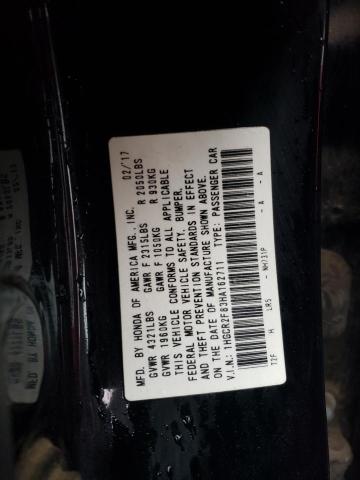 MFD. BY HONDA OF AMERICA MFG., INC. 02/17
GVWR 4321LBS GAWR F 2315LBS R 2050LBS
GVWR 1960KG GAWR F 1050KG R 930KG
THIS VEHICLE CONFORMS TO ALL APPLICABLE
FEDERAL MOTOR VEHICLE SAFETY, BUMPER,
AND THEFT PREVENTION STANDARDS IN EFFECT
ON THE DATE OF MANUFACTURE SHOWN ABOVE.
V.I.N.: 1HGCR2F83HA162711 TYPE: PASSENGER CAR
T2F H LRS - NH731P - A - A